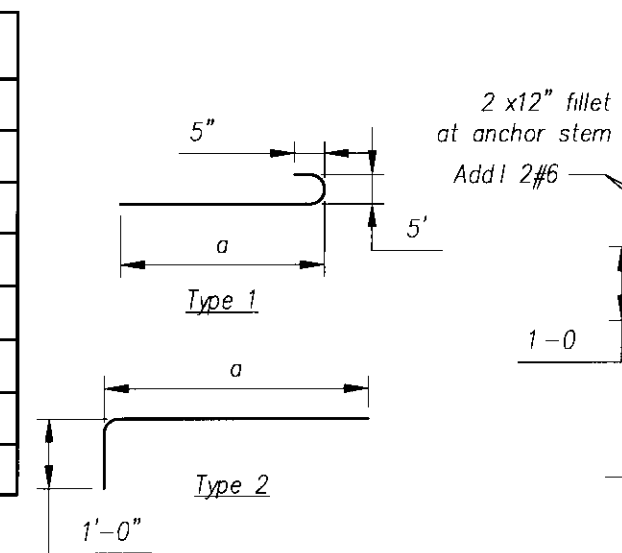 5"
5'
a
Type 1
a
Type 2
1'-0"
2 x12" fillet
at anchor stem
Add l 2#6
1-0